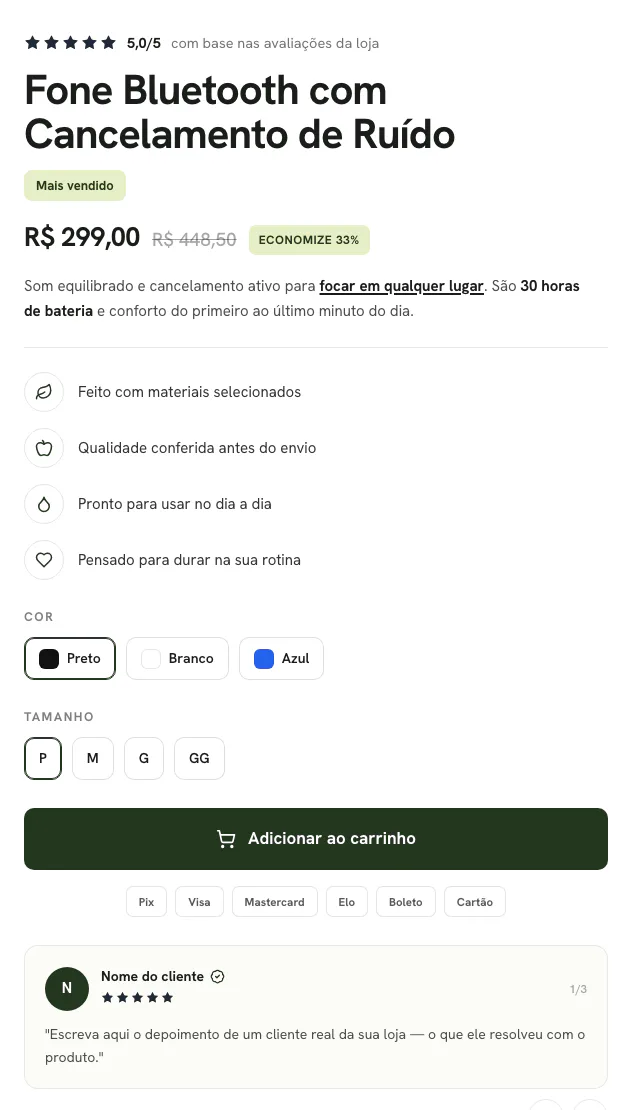 5,0/5 com base nas avaliações da loja
Fone Bluetooth com
Cancelamento de Ruído
Mais vendido
R$ 299,00 R$ 448,50 ECONOMIZE 33%
Som equilibrado e cancelamento ativo para focar em qualquer lugar. São 30 horas
de bateria e conforto do primeiro ao último minuto do dia.
Feito com materiais selecionados
Qualidade conferida antes do envio
Pronto para usar no dia a dia
Pensado para durar na sua rotina
COR
Preto Branco Azul
TAMANHO
P M G GG
Adicionar ao carrinho
Pix Visa Mastercard Elo Boleto Cartão
N Nome do cliente
1/3
"Escreva aqui o depoimento de um cliente real da sua loja — o que ele resolveu com o
produto."